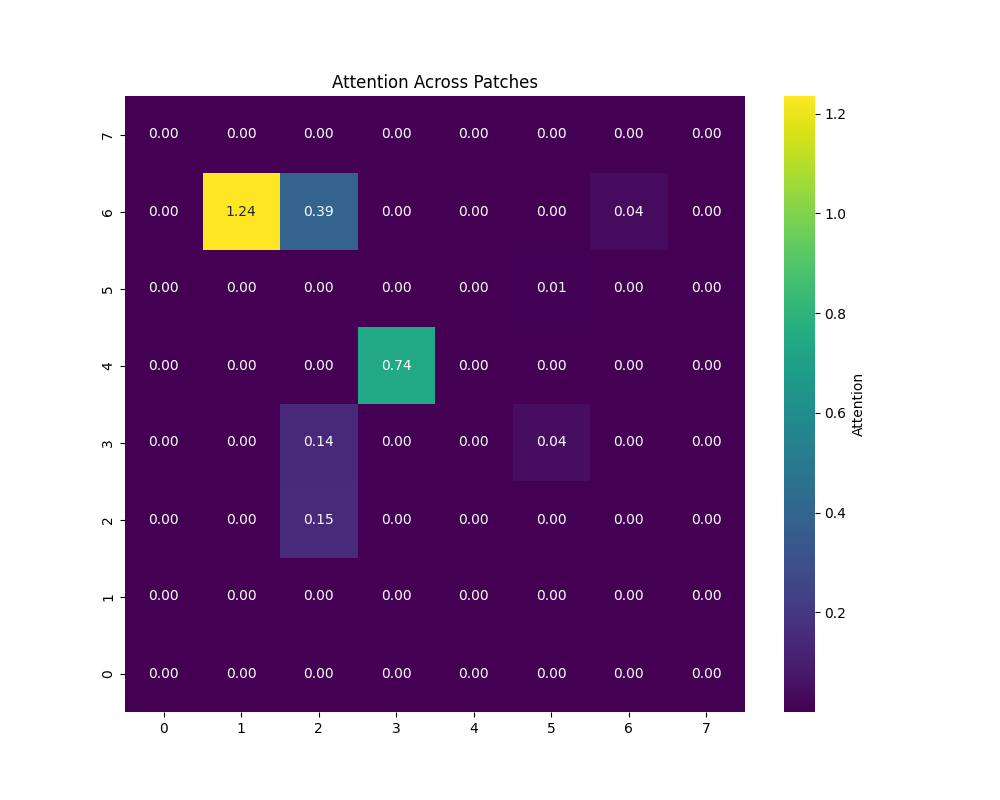 Attention Across Patches
7 0.00 0.00 0.00 0.00 0.00 0.00 0.00 0.00
6 0.00 1.24 0.39 0.00 0.00 0.00 0.04 0.00
5 0.00 0.00 0.00 0.00 0.00 0.01 0.00 0.00
4 0.00 0.00 0.00 0.74 0.00 0.00 0.00 0.00
3 0.00 0.00 0.14 0.00 0.00 0.04 0.00 0.00
2 0.00 0.00 0.15 0.00 0.00 0.00 0.00 0.00
1 0.00 0.00 0.00 0.00 0.00 0.00 0.00 0.00
0 0.00 0.00 0.00 0.00 0.00 0.00 0.00 0.00
0 1 2 3 4 5 6 7
1.2
1.0
0.8
0.6
0.4
0.2
Attention